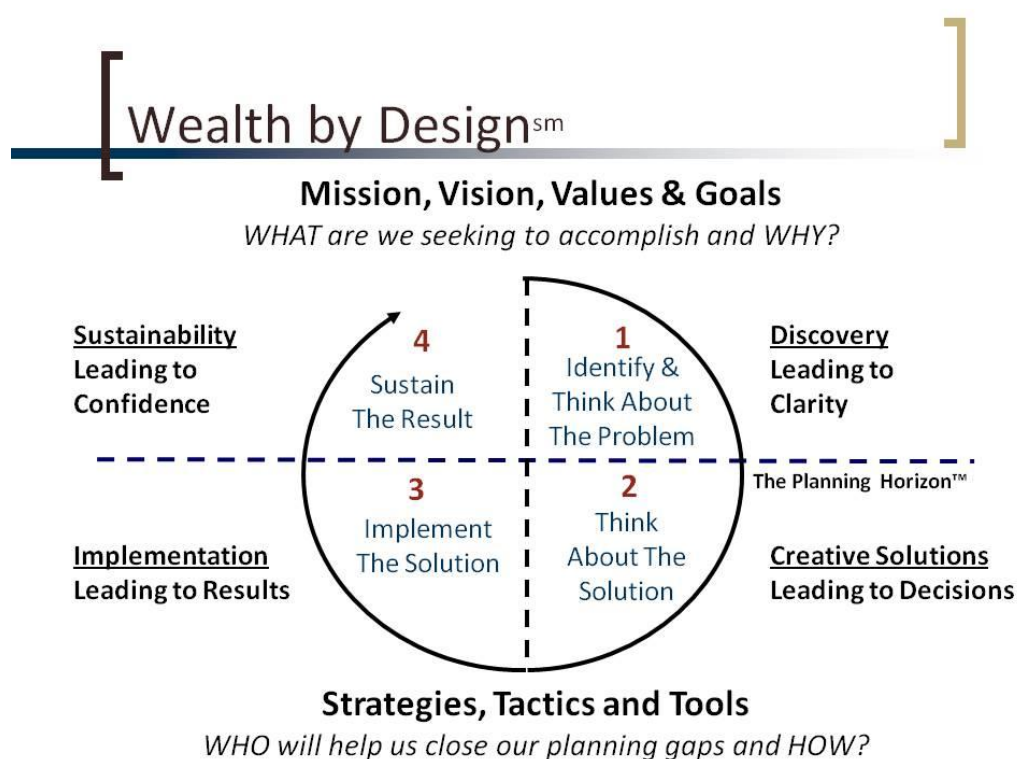 Wealth by Design℠
Mission, Vision, Values & Goals
WHAT are we seeking to accomplish and WHY?
Sustainability
Leading to
Confidence
4
Sustain
The Result
1
Identify &
Think About
The Problem
Discovery
Leading to
Clarity
The Planning Horizon™
Implementation
Leading to Results
3
Implement
The Solution
2
Think
About The
Solution
Creative Solutions
Leading to Decisions
Strategies, Tactics and Tools
WHO will help us close our planning gaps and HOW?